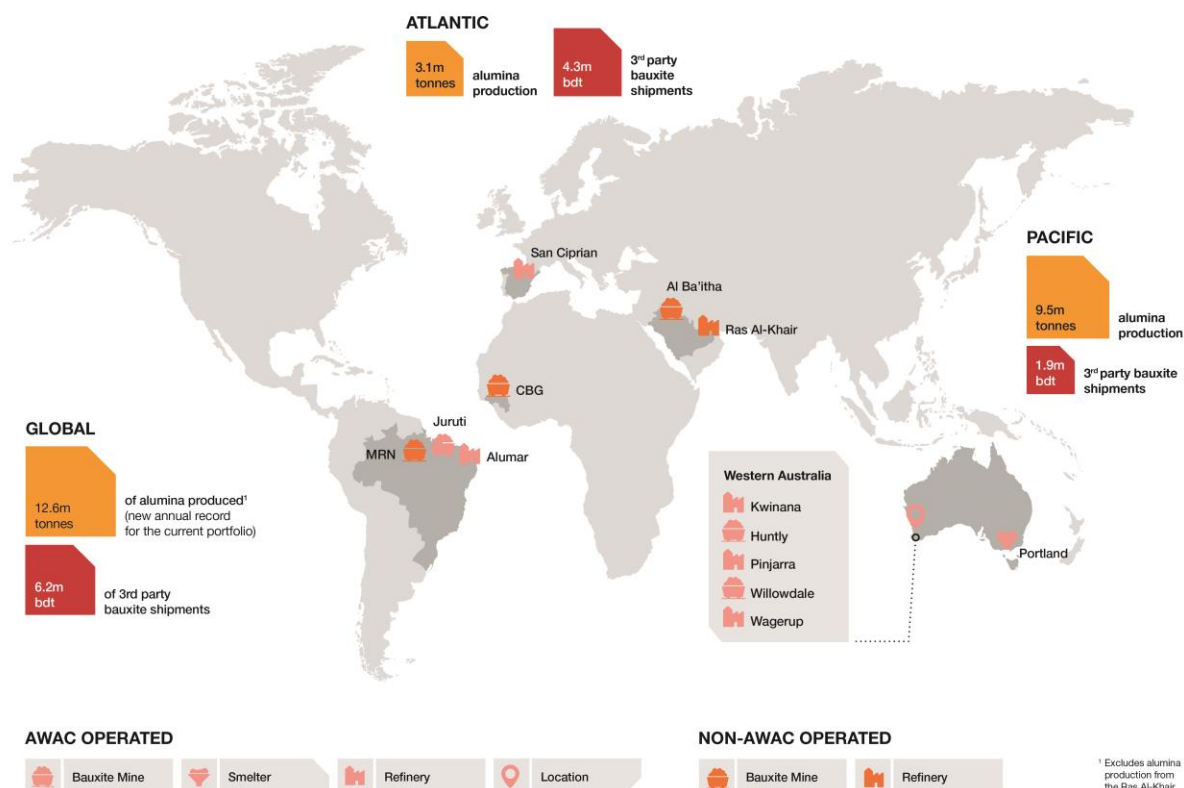 ATLANTIC
3.1m
tonnes
alumina
production
4.3m
bdt
3rd party
bauxite
shipments
San Ciprian
Al Ba'itha
Ras Al-Khair
CBG
Juruti
MRN
Alumar
PACIFIC
9.5m
tonnes
alumina
production
1.9m
bdt
3rd party bauxite
shipments
GLOBAL
12.6m
tonnes
of alumina produced¹
(new annual record
for the current portfolio)
6.2m
bdt
of 3rd party
bauxite shipments
Western Australia
Kwinana
Huntly
Pinjarra
Willowdale
Wagerup
Portland
AWAC OPERATED
Bauxite Mine
Smelter
Refinery
Location
NON-AWAC OPERATED
Bauxite Mine
Refinery
¹ Excludes alumina
production from
the Ras Al-Khair